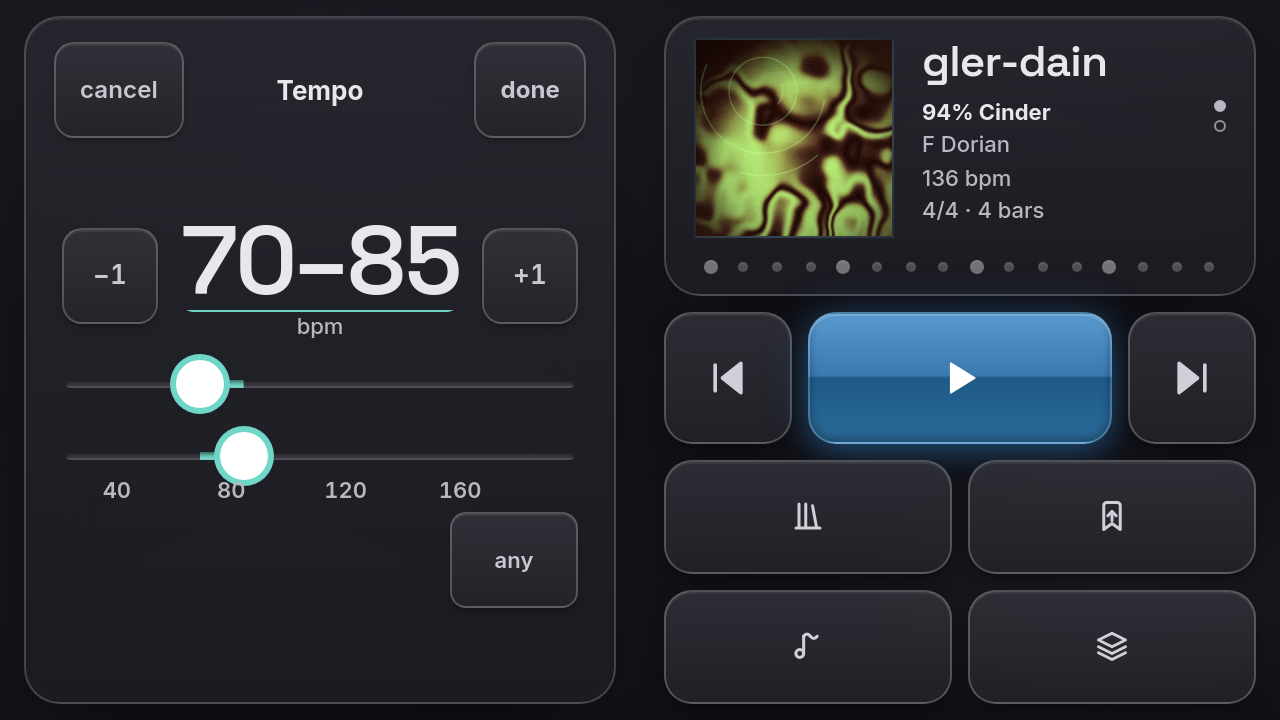 cancel
Tempo
done
–1
70–85
+1
bpm
40 80 120 160
any
gler-dain
94% Cinder
F Dorian
136 bpm
4/4 · 4 bars